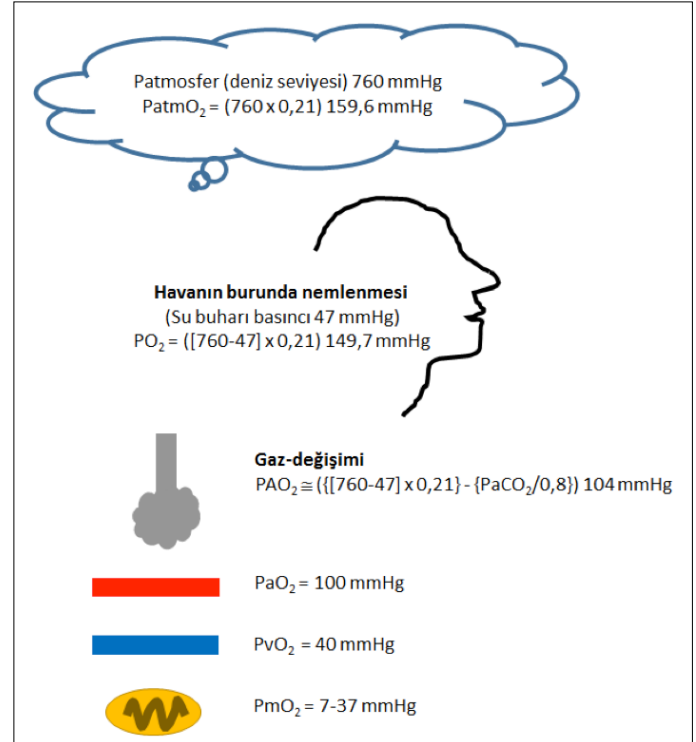 Patmosfer (deniz seviyesi) 760 mmHg
PatmO₂ = (760 x 0,21) 159,6 mmHg
Havanın burunda nemlenmesi
(Su buharı basıncı 47 mmHg)
PO₂ = ([760-47] x 0,21) 149,7 mmHg
Gaz-değişimi
PAO₂ ≅ ({[760-47] x 0,21} - {PaCO₂/0,8}) 104 mmHg
PaO₂ = 100 mmHg
PvO₂ = 40 mmHg
PmO₂ = 7-37 mmHg